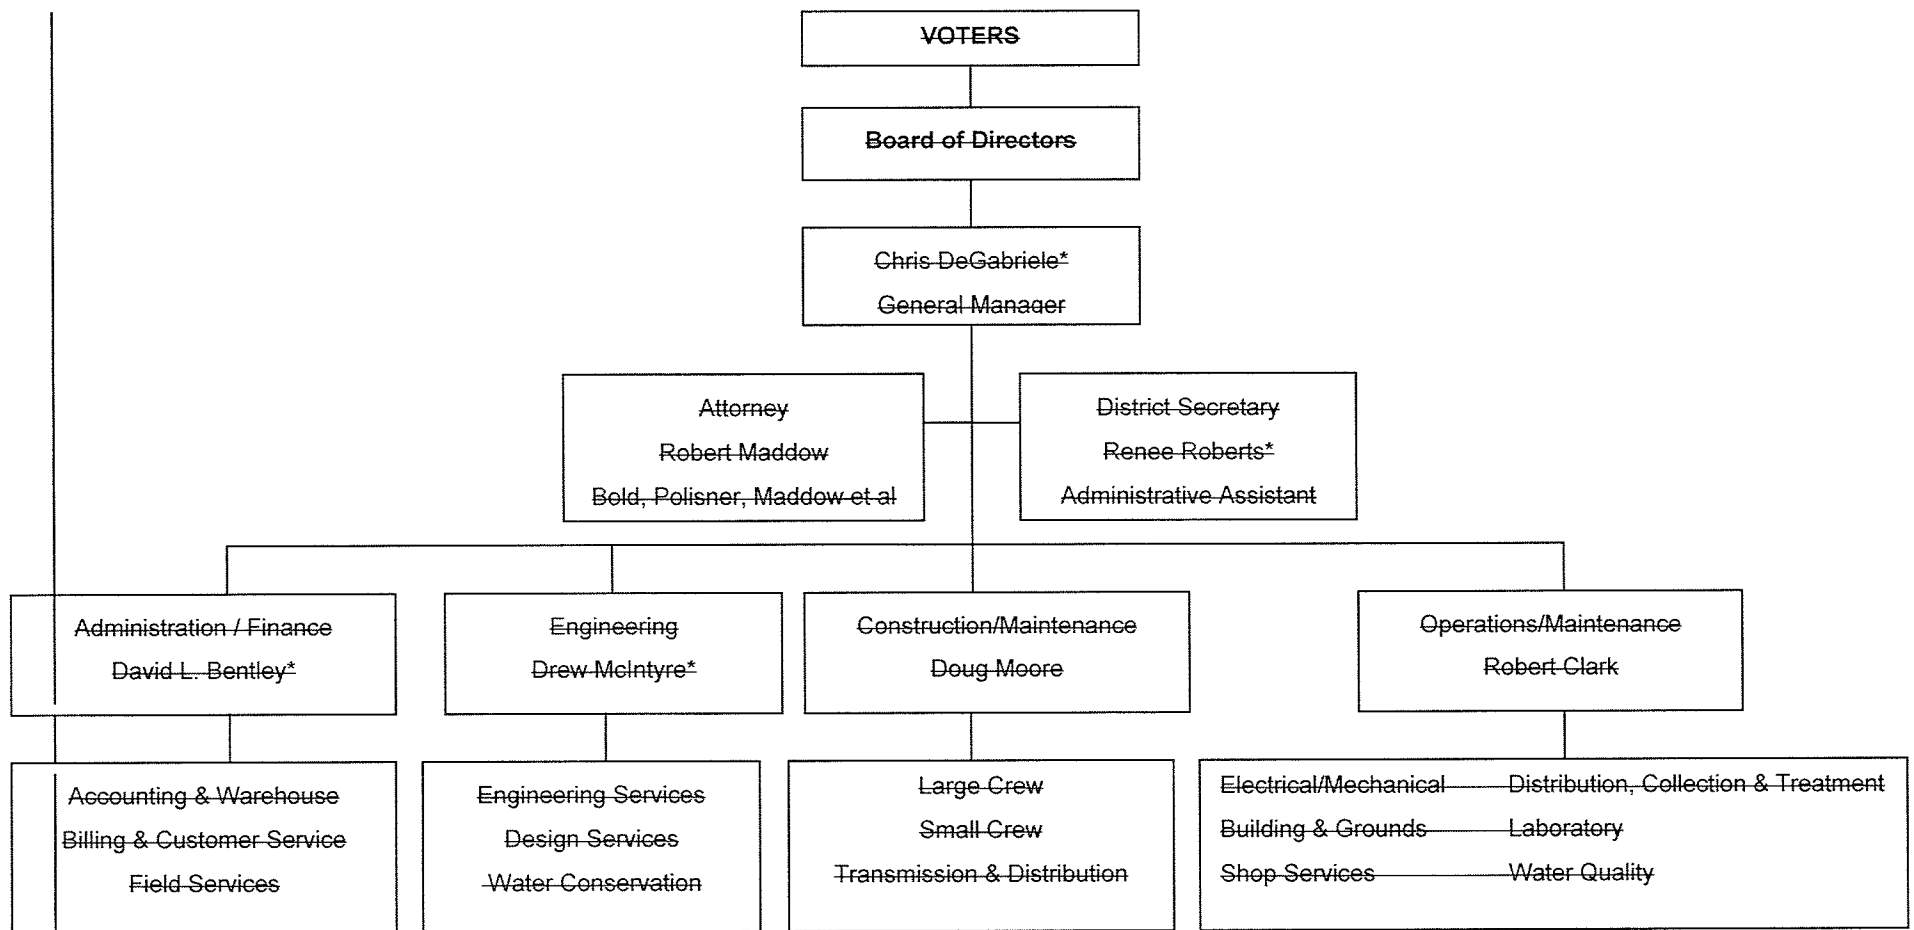 VOTERS
Board of Directors
Chris DeGabriele*
General Manager
Attorney
Robert Maddow
Bold, Polisner, Maddow et al
District Secretary
Renee Roberts*
Administrative Assistant
Administration / Finance
David L. Bentley*
Engineering
Drew McIntyre*
Construction/Maintenance
Doug Moore
Operations/Maintenance
Robert Clark
Accounting & Warehouse
Billing & Customer Service
Field Services
Engineering Services
Design Services
Water Conservation
Large Crew
Small Crew
Transmission & Distribution
Electrical/Mechanical Distribution, Collection & Treatment
Building & Grounds Laboratory
Shop Services Water Quality